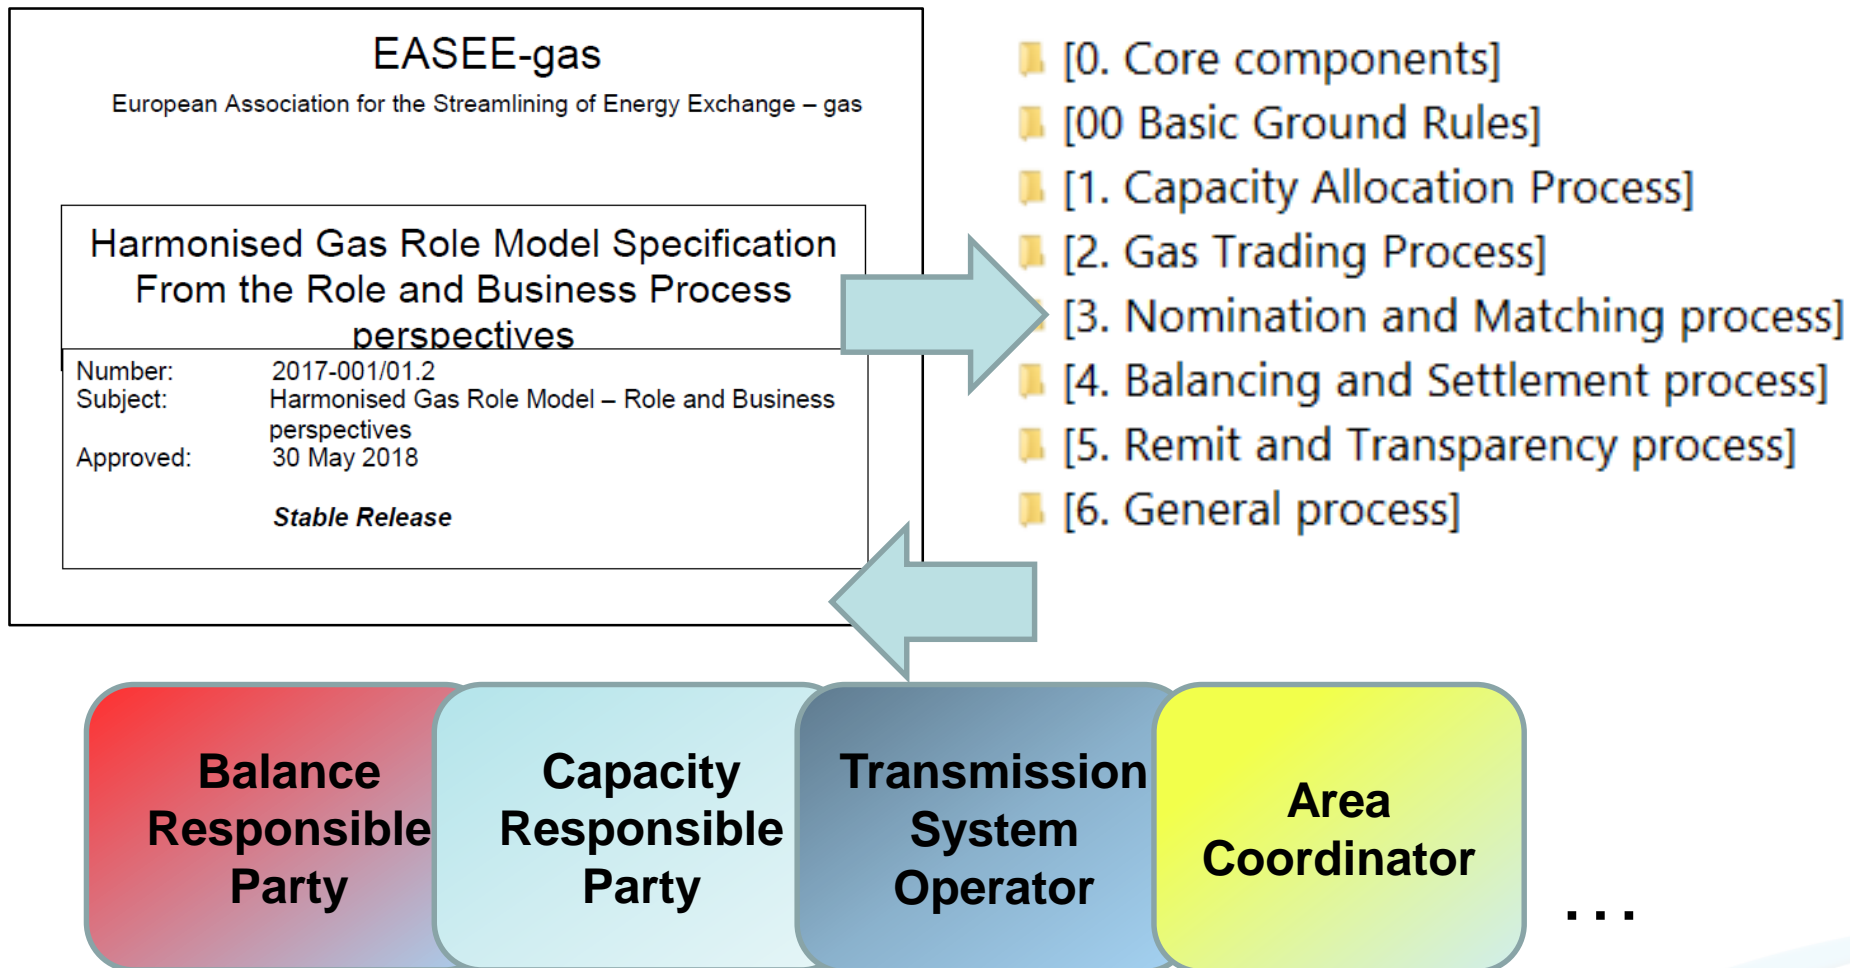 EASEE-gas
European Association for the Streamlining of Energy Exchange – gas
Harmonised Gas Role Model Specification
From the Role and Business Process
perspectives
Number: 2017-001/01.2
Subject: Harmonised Gas Role Model – Role and Business
perspectives
Approved: 30 May 2018
Stable Release
[0. Core components]
[00 Basic Ground Rules]
[1. Capacity Allocation Process]
[2. Gas Trading Process]
[3. Nomination and Matching process]
[4. Balancing and Settlement process]
[5. Remit and Transparency process]
[6. General process]
Balance
Responsible
Party
Capacity
Responsible
Party
Transmission
System
Operator
Area
Coordinator
...